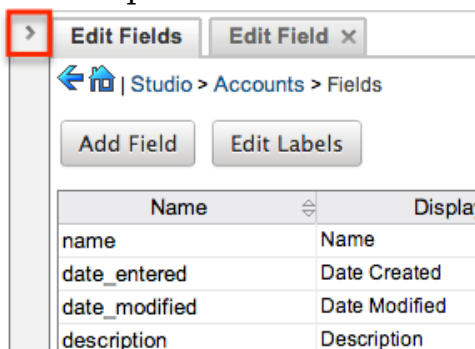 > Edit Fields Edit Field ×
| Studio > Accounts > Fields
Add Field Edit Labels
Name Displa
name Name
date_entered Date Created
date_modified Date Modified
description Description